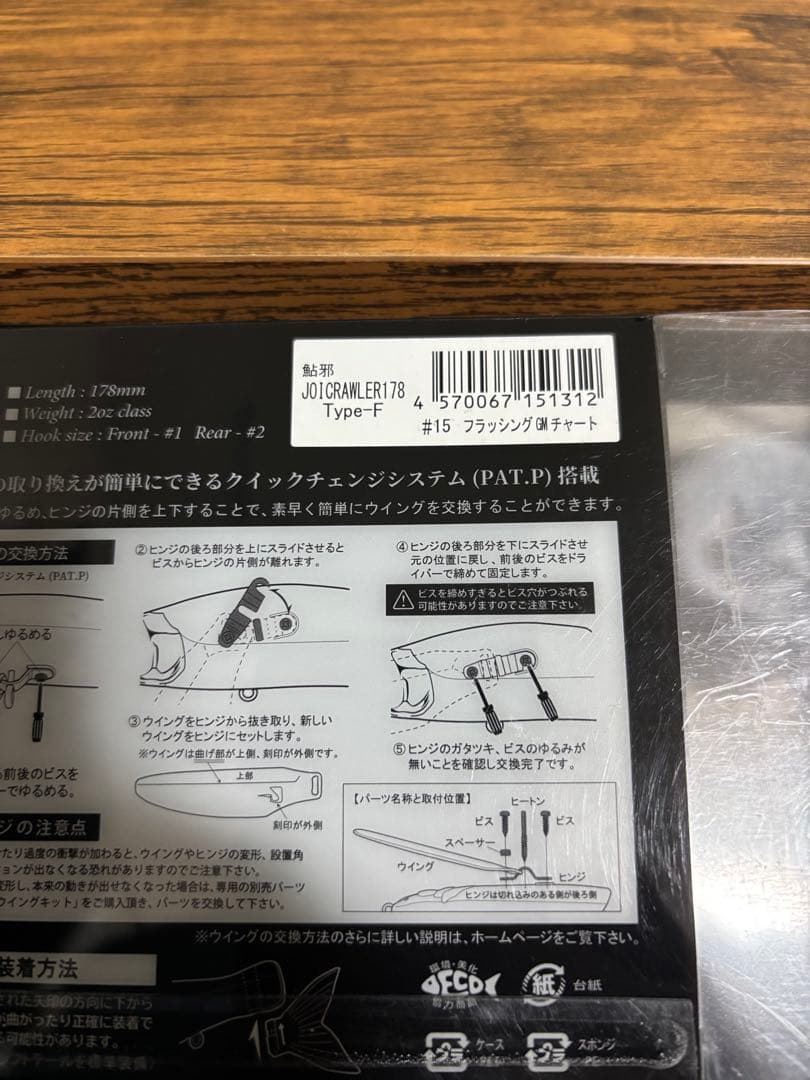 ■ Length : 178mm
■ Weight : 2oz class
■ Hook size : Front - #1 Rear - #2
鮎邪
JOICRAWLER178
Type-F
4 570067 151312
#15 フラッシングGMチャート
の取り換えが簡単にできるクイックチェンジシステム (PAT.P) 搭載
ゆるめ、ヒンジの片側を上下することで、素早く簡単にウイングを交換することができます。
の交換方法
ジシステム (PAT.P)
しゆるめる
前後のビスを
ーでゆるめる。
②ヒンジの後ろ部分を上にスライドさせると
ビスからヒンジの片側が離れます。
③ウイングをヒンジから抜き取り、新しい
ウイングをヒンジにセットします。
※ウイングは曲げ部が上側、刻印が外側です。
上部
刻印が外側
④ヒンジの後ろ部分を下にスライドさせ
元の位置に戻し、前後のビスをドラ
イバーで締めて固定します。
ビスを締めすぎるとビス穴がつぶれる
可能性がありますのでご注意下さい。
⑤ヒンジのガタツキ、ビスのゆるみが
無いことを確認し交換完了です。
【パーツ名称と取付位置】
ヒートン
ビス
ビス
スペーサー
ウイング
ヒンジ
ヒンジは切れ込みのある側が後ろ側
ジの注意点
たり過度の衝撃が加わると、ウイングやヒンジの変形、設置角
ションが出なくなる恐れがありますのでご注意下さい。
変形し、本来の動きが出せなくなった場合は、専用の別売パーツ
ウイングキット」をご購入頂き、パーツを交換して下さい。
※ウイングの交換方法のさらに詳しい説明は、ホームページをご覧下さい。
装着方法
された矢印の方向に下から
が曲がったり正確に装着で
る可能性があります。
環境・美化
FECO
協力商品
紙
台紙
プラ
ケース
プラ
スポンジ